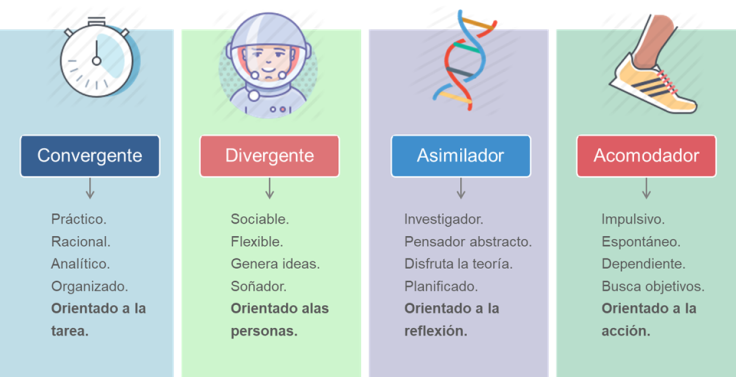 Convergente
Práctico.
Racional.
Analítico.
Organizado.
Orientado a la
tarea.
Divergente
Sociable.
Flexible.
Genera ideas.
Soñador.
Orientado alas
personas.
Asimilador
Investigador.
Pensador abstracto.
Disfruta la teoría.
Planificado.
Orientado a la
reflexión.
Acomodador
Impulsivo.
Espontáneo.
Dependiente.
Busca objetivos.
Orientado a la
acción.